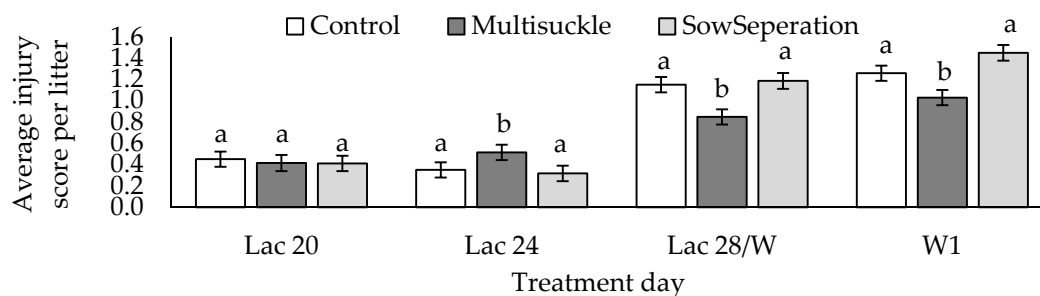 Control Multisuckle SowSeperation
Average injury
score per litter
1.6
1.4
1.2
1.0
0.8
0.6
0.4
0.2
0.0
a a a
a b a
a b a
a b a
Lac 20 Lac 24 Lac 28/W W1
Treatment day